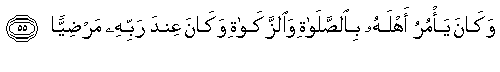 وَكَانَ يَأْمُرُ أَهْلَهُۥ بِٱلصَّلَوٰةِ وَٱلزَّكَوٰةِ وَكَانَ عِندَ رَبِّهِۦ مَرْضِيًّا ۝٥٥